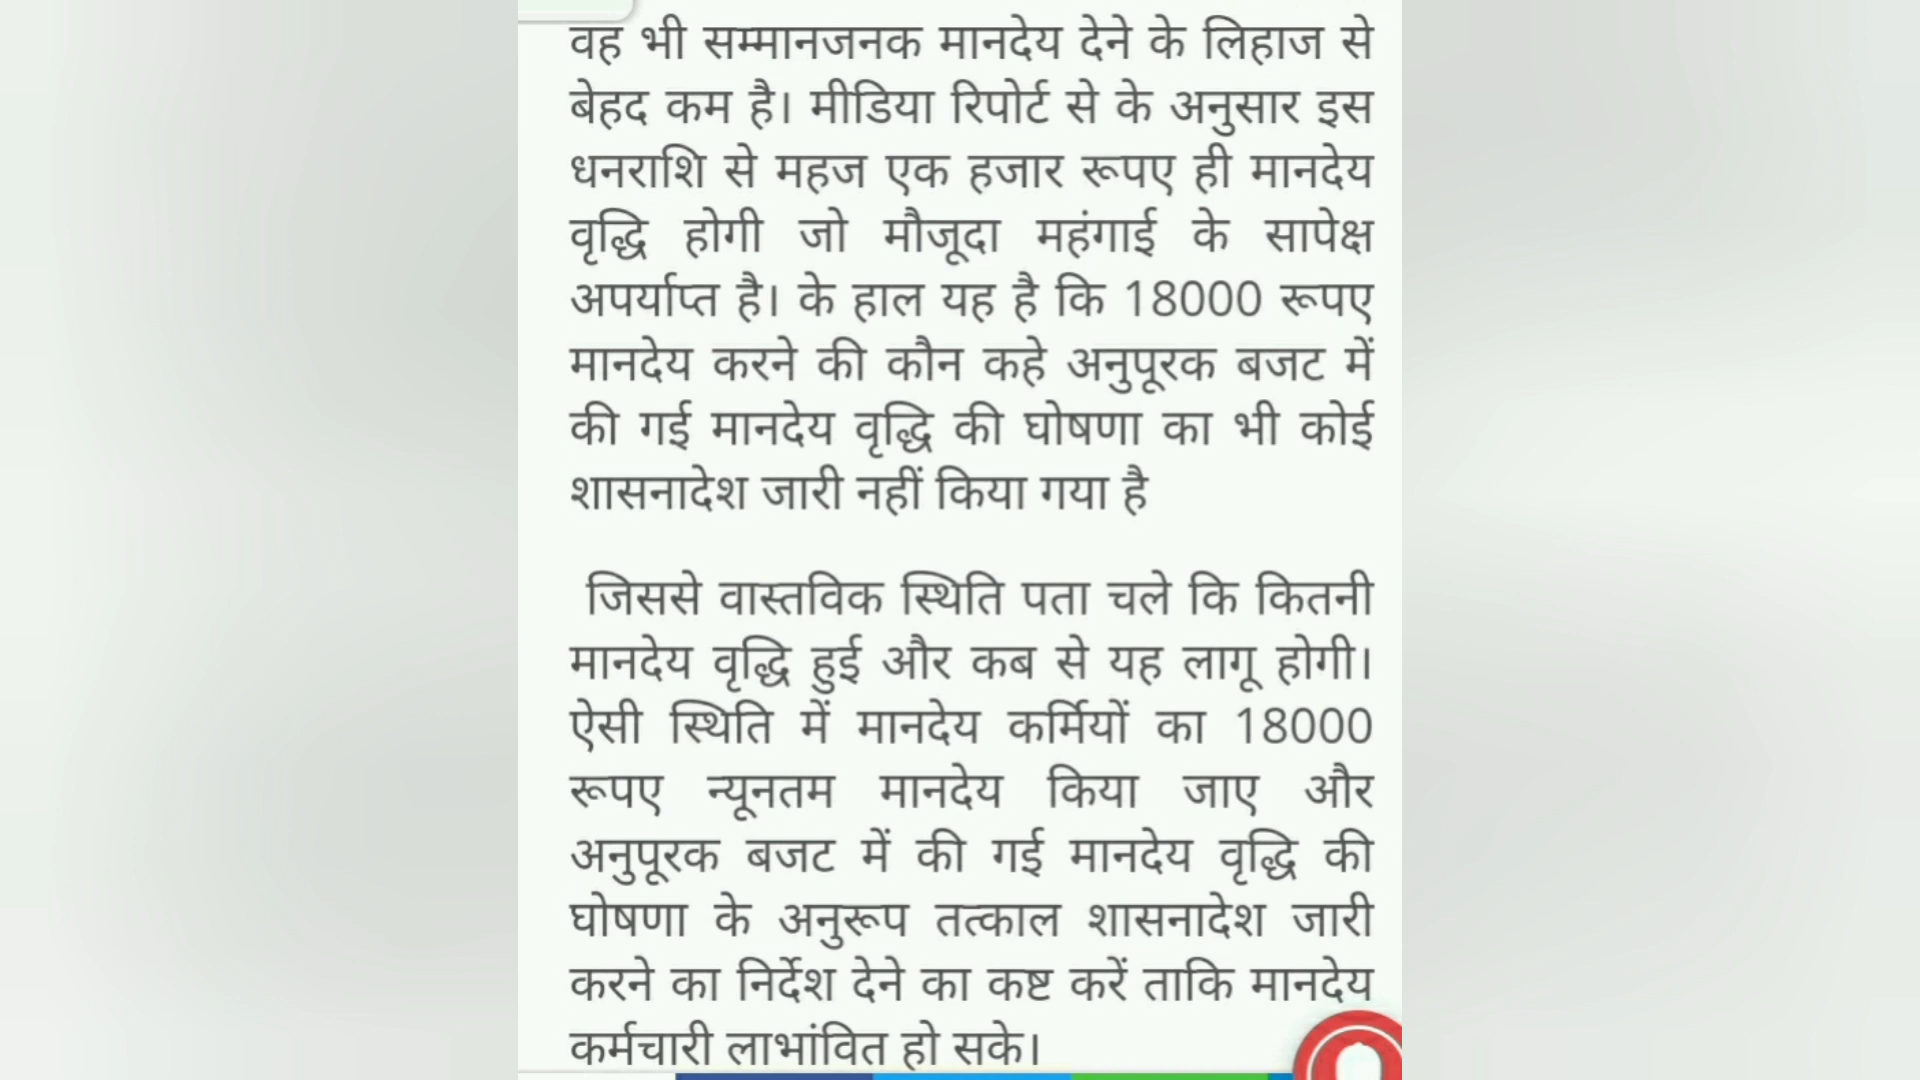 वह भी सम्मानजनक मानदेय देने के लिहाज से
बेहद कम है। मीडिया रिपोर्ट से के अनुसार इस
धनराशि से महज एक हजार रूपए ही मानदेय
वृद्धि होगी जो मौजूदा महंगाई के सापेक्ष
अपर्याप्त है। के हाल यह है कि 18000 रूपए
मानदेय करने की कौन कहे अनुपूरक बजट में
की गई मानदेय वृद्धि की घोषणा का भी कोई
शासनादेश जारी नहीं किया गया है
जिससे वास्तविक स्थिति पता चले कि कितनी
मानदेय वृद्धि हुई और कब से यह लागू होगी।
ऐसी स्थिति में मानदेय कर्मियों का 18000
रूपए न्यूनतम मानदेय किया जाए और
अनुपूरक बजट में की गई मानदेय वृद्धि की
घोषणा के अनुरूप तत्काल शासनादेश जारी
करने का निर्देश देने का कष्ट करें ताकि मानदेय
कर्मचारी लाभांवित हो सके।